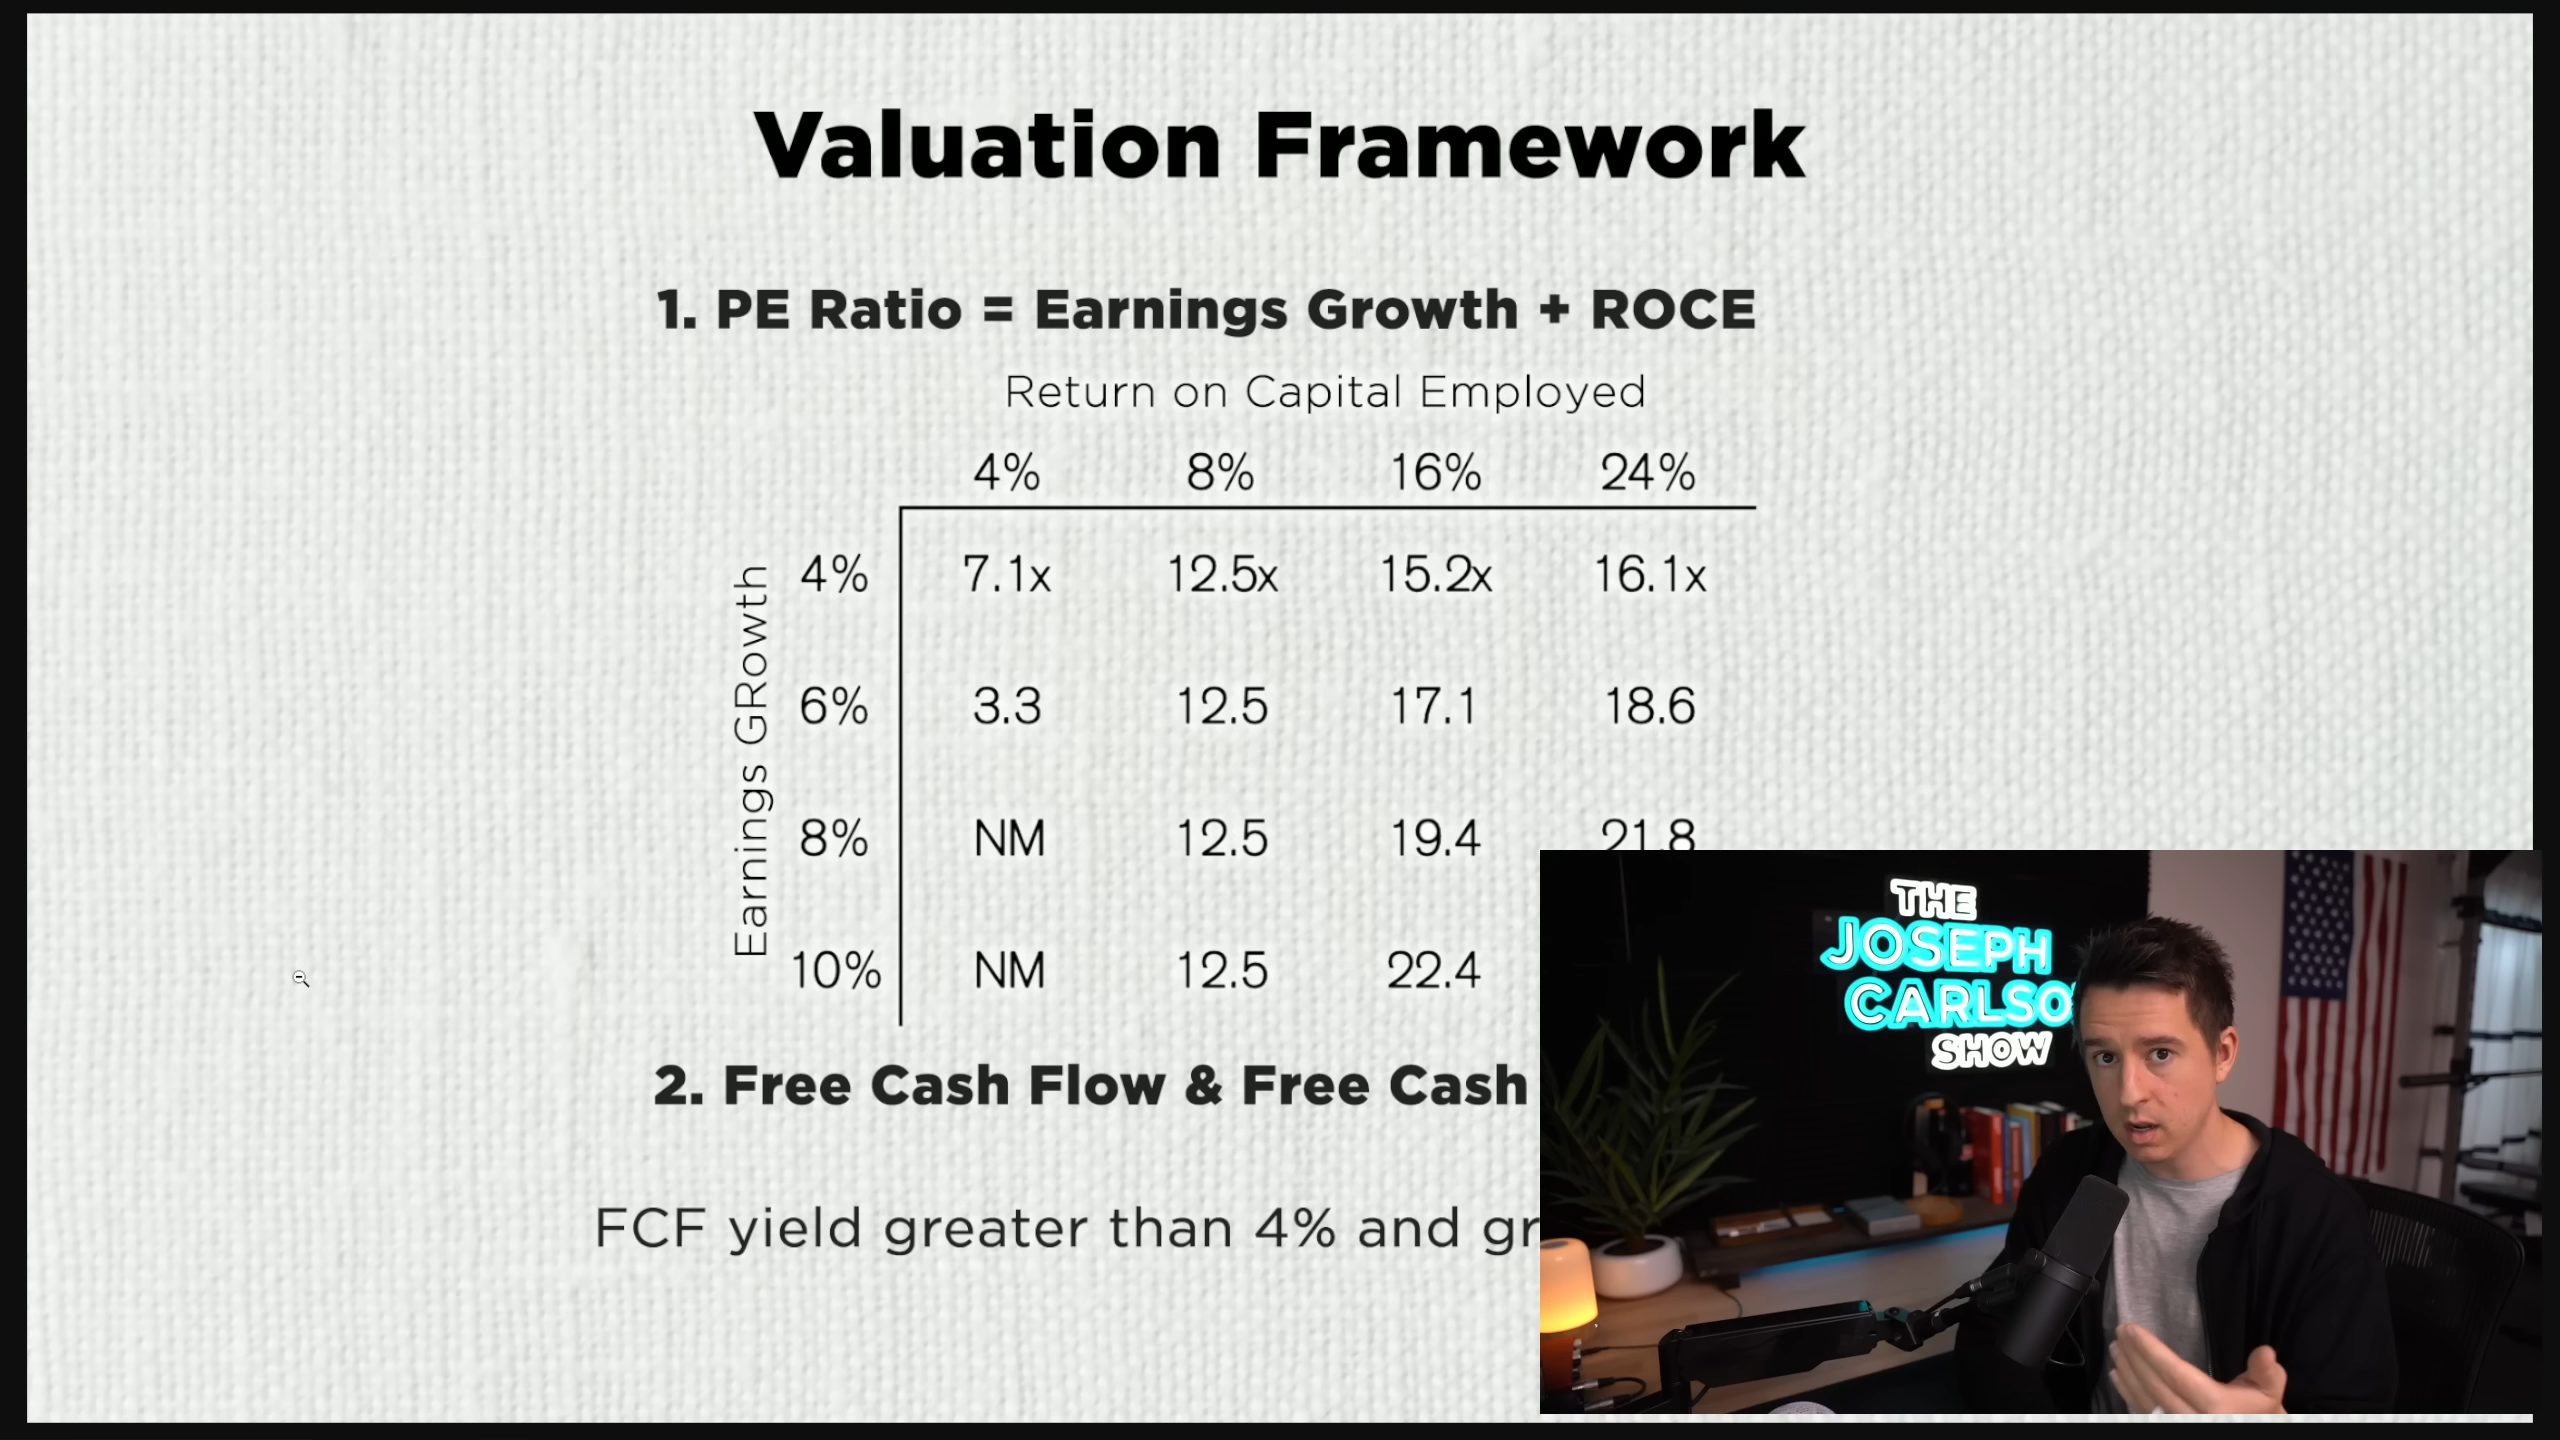 Valuation Framework
1. PE Ratio = Earnings Growth + ROCE
Return on Capital Employed
4% 8% 16% 24%
Earnings GRowth
4% 7.1x 12.5x 15.2x 16.1x
6% 3.3 12.5 17.1 18.6
8% NM 12.5 19.4 21.8
10% NM 12.5 22.4
2. Free Cash Flow & Free Cash
FCF yield greater than 4% and gr
THE
JOSEPH
CARLSO
SHOW